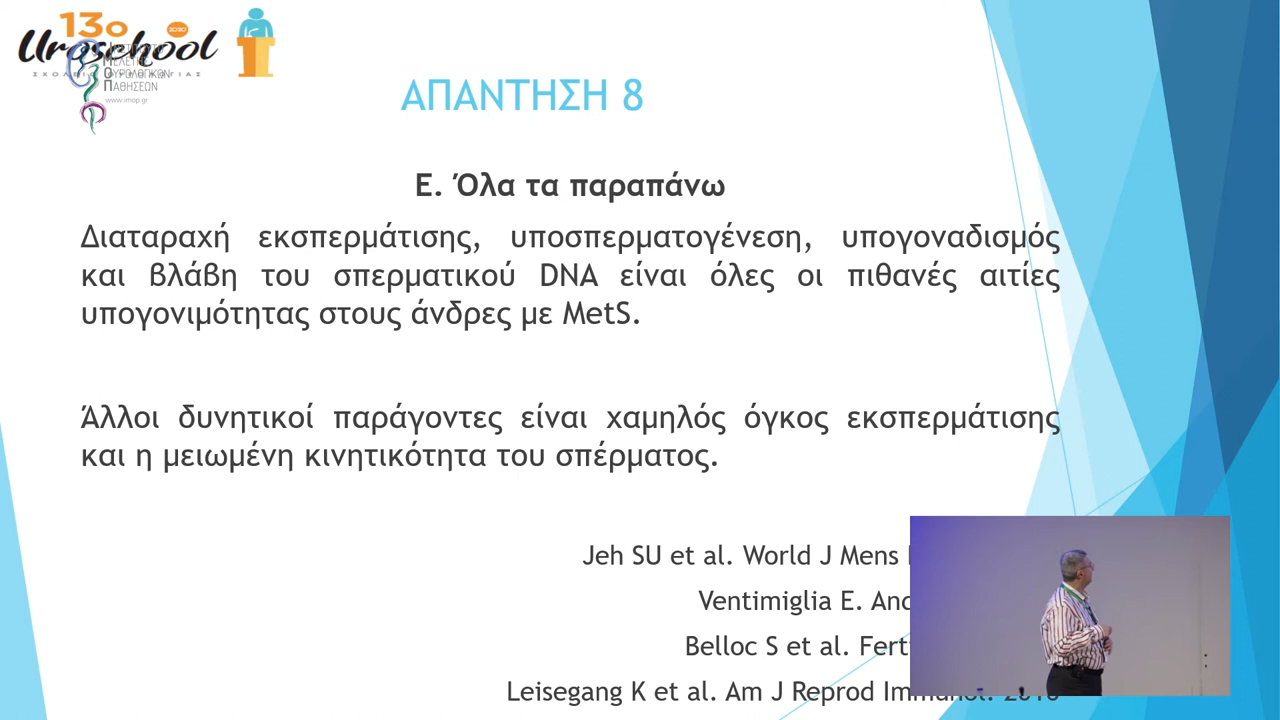 13ο
2020
Uroschool
ΜΕΛΕΤΗΣ
ΟΥΡΟΛΟΓΙΚΩΝ
ΠΑΘΗΣΕΩΝ
www.imop.gr
ΑΠΑΝΤΗΣΗ 8
Ε. Όλα τα παραπάνω
Διαταραχή εκσπερμάτισης, υποσπερματογένεση, υπογοναδισμός
και βλάβη του σπερματικού DNA είναι όλες οι πιθανές αιτίες
υπογονιμότητας στους άνδρες με MetS.
Άλλοι δυνητικοί παράγοντες είναι χαμηλός όγκος εκσπερμάτισης
και η μειωμένη κινητικότητα του σπέρματος.
Jeh SU et al. World J Mens
Ventimiglia E.
Belloc S et al.
Leisegang K et al. Am J Reprod